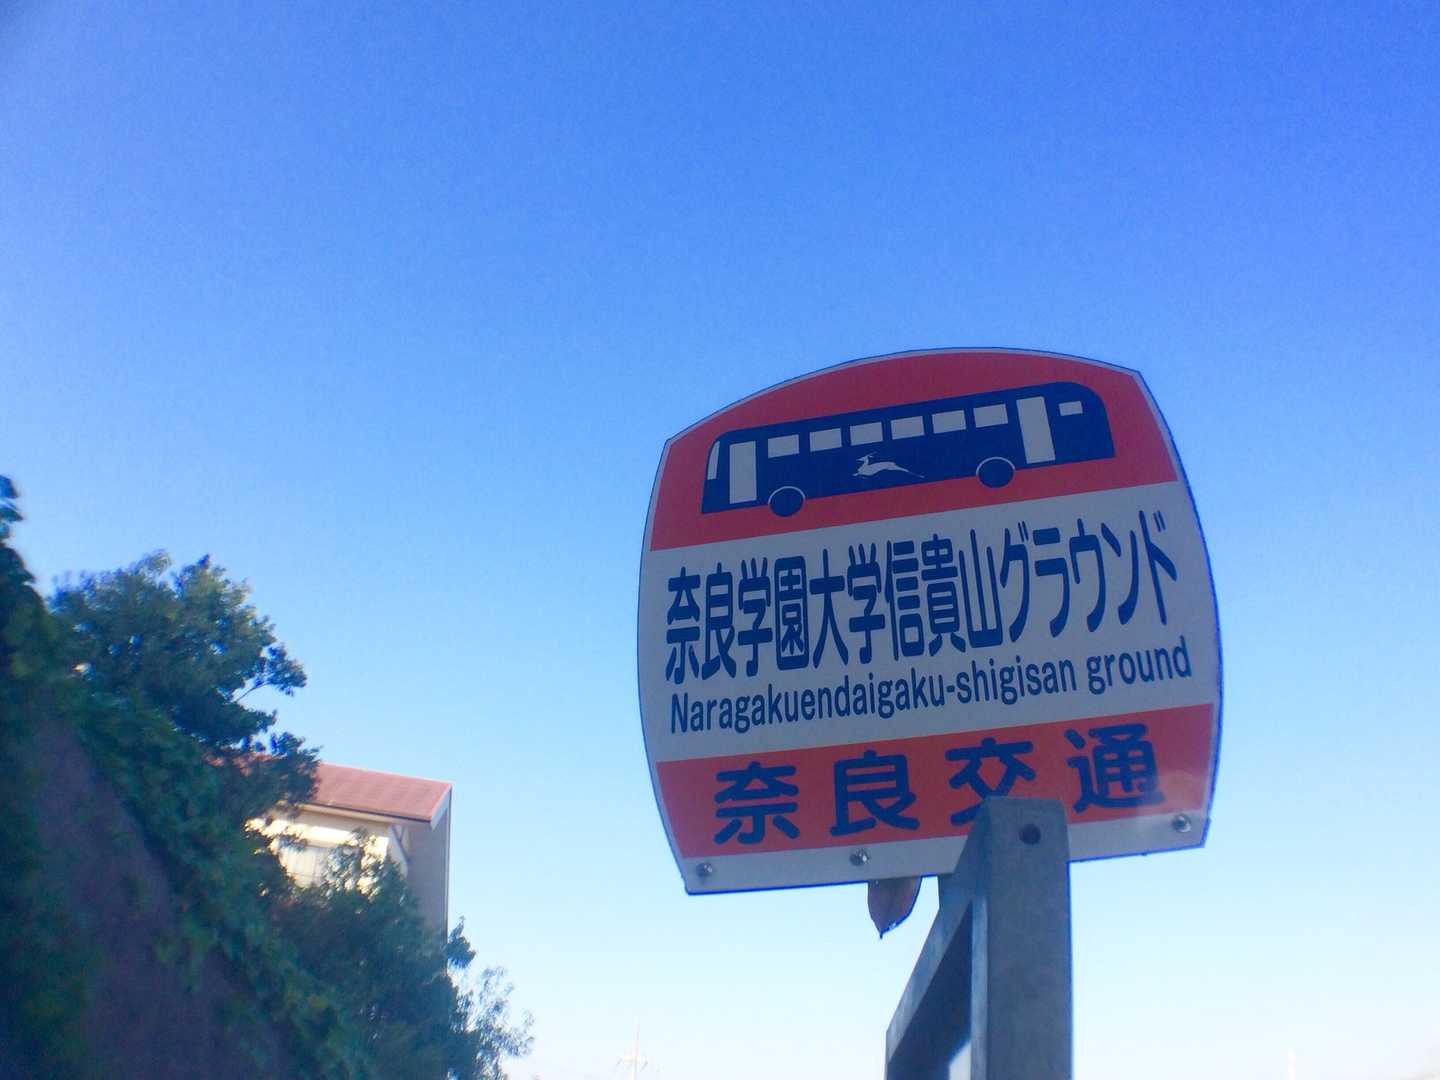 奈良学園大学信貴山グラウンド
Naragakuendaigaku-shigisan ground
奈良交通